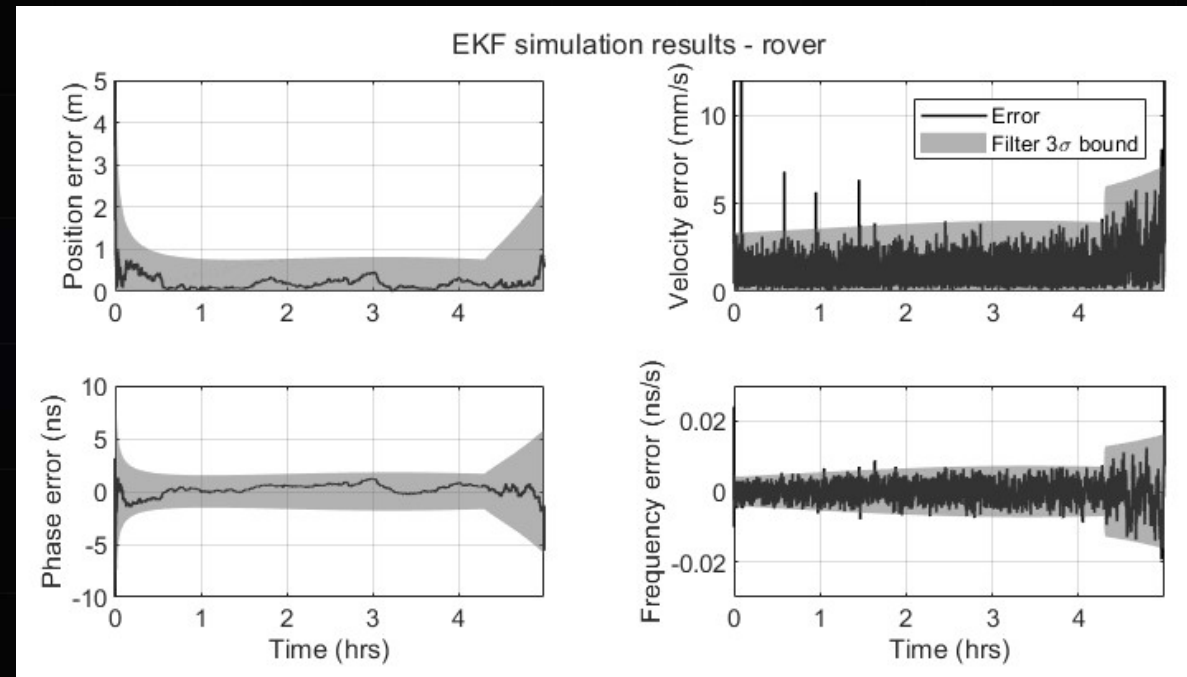 EKF simulation results - rover
Position error (m)
5
4
3
2
1
0
0 1 2 3 4
Velocity error (mm/s)
10
5
0
0 1 2 3 4
Error
Filter 3σ bound
Phase error (ns)
10
5
0
-5
-10
0 1 2 3 4
Time (hrs)
Frequency error (ns/s)
0.02
0
-0.02
0 1 2 3 4
Time (hrs)